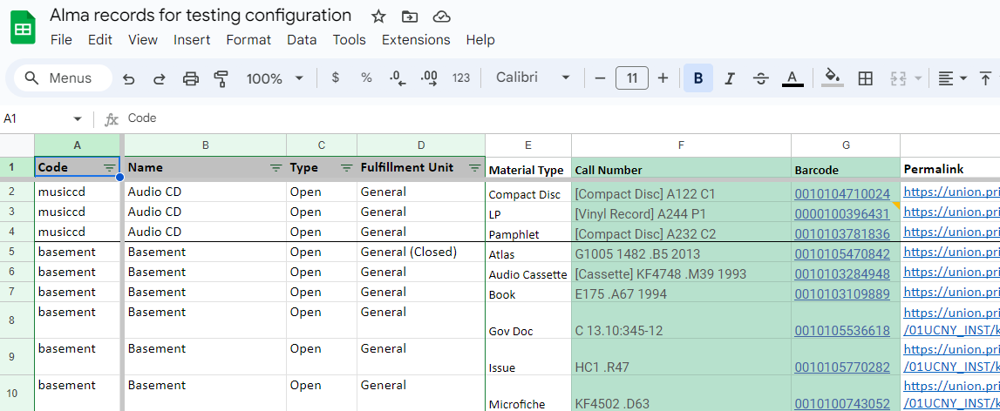 Alma records for testing configuration
File Edit View Insert Format Data Tools Extensions Help
Menus 100% $ % .0 .00 123 Calibri 11 B I S A
A1 fx Code
A B C D E F G
1 Code Name Type Fulfillment Unit Material Type Call Number Barcode Permalink
2 musiccd Audio CD Open General Compact Disc [Compact Disc] A122 C1 0010104710024 https://union.pri
3 musiccd Audio CD Open General LP [Vinyl Record] A244 P1 0000100396431 https://union.pri
4 musiccd Audio CD Open General Pamphlet [Compact Disc] A232 C2 0010103781836 https://union.pri
5 basement Basement Open General (Closed) Atlas G1005 1482 .B5 2013 0010105470842 https://union.pri
6 basement Basement Open General Audio Cassette [Cassette] KF4748 .M39 1993 0010103284948 https://union.pri
7 basement Basement Open General Book E175 .A67 1994 0010103109889 https://union.pri
8 basement Basement Open General Gov Doc C 13.10:345-12 0010105536618 https://union.pri
/01UCNY_INST/k
9 basement Basement Open General Issue HC1 .R47 0010105770282 https://union.pri
/01UCNY_INST/k
10 basement Basement Open General Microfiche KF4502 .D63 0010100743052 https://union.pri
/01UCNY_INST/k